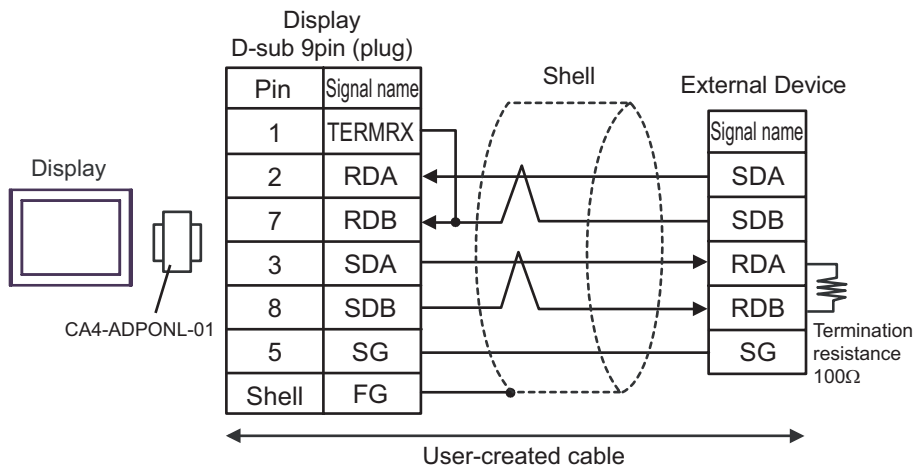 Display
D-sub 9pin (plug)
Shell
External Device
Pin Signal name
Signal name
1 TERMRX
Display
2 RDA
SDA
7 RDB
SDB
3 SDA
RDA
8 SDB
RDB
CA4-ADPONL-01
5 SG
SG
Termination
resistance
100Ω
Shell FG
User-created cable